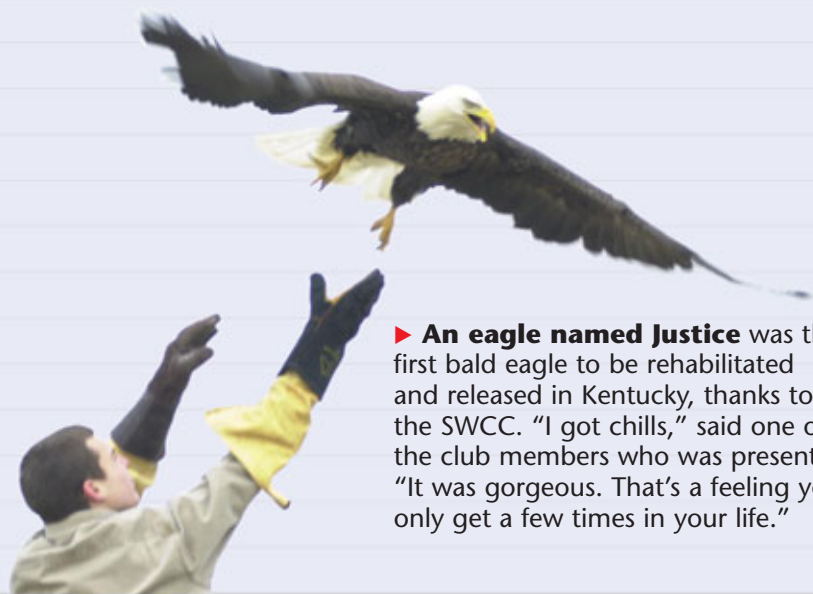 ▶ An eagle named Justice was th
first bald eagle to be rehabilitated
and released in Kentucky, thanks to
the SWCC. “I got chills,” said one o
the club members who was present
“It was gorgeous. That’s a feeling yo
only get a few times in your life.”